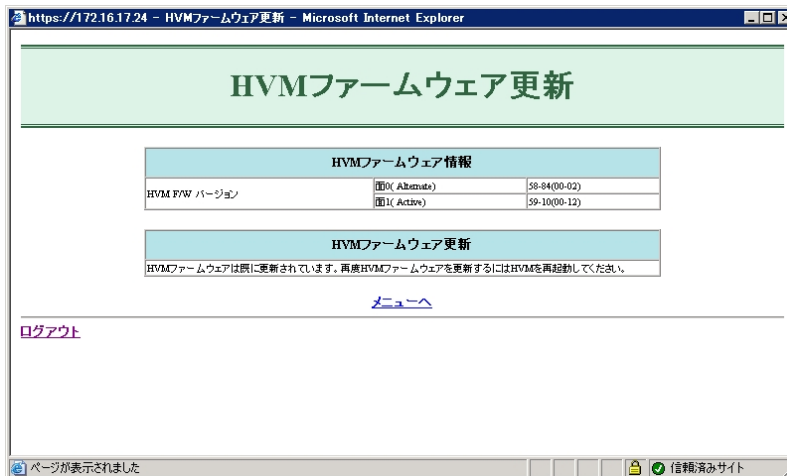 https://172.16.17.24 - HVMファームウェア更新 - Microsoft Internet Explorer
HVMファームウェア更新
HVMファームウェア情報
HVM F/W バージョン
面0( Alternate) 58-84(00-02)
面1( Active) 59-10(00-12)
HVMファームウェア更新
HVMファームウェアは既に更新されています。再度HVMファームウェアを更新するにはHVMを再起動してください。
メニューへ
ログアウト
ページが表示されました 信頼済みサイト